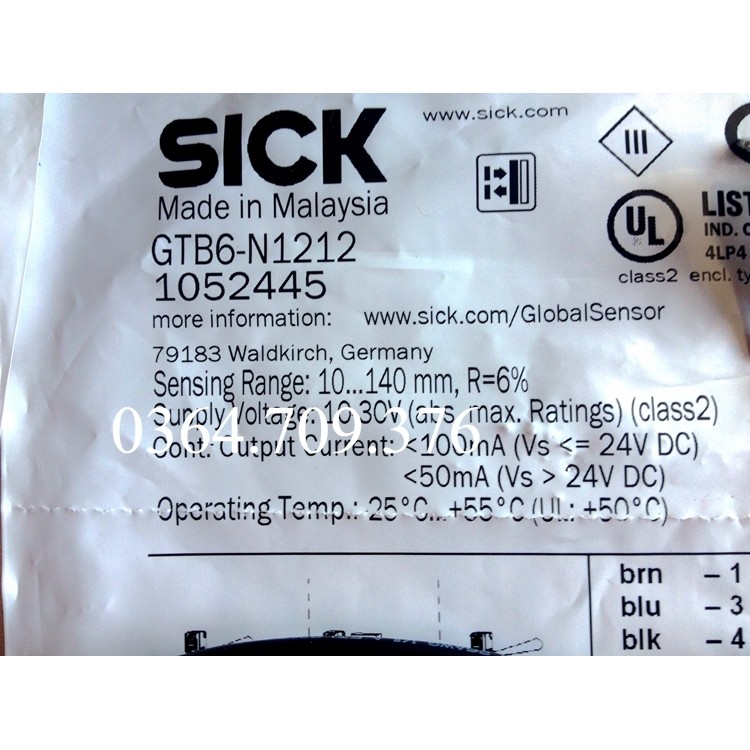 SICK
www.sick.com
III
Made in Malaysia
GTB6-N1212
1052445
UL
LIST
IND. C
4LP4
class2 encl. ty
more information: www.sick.com/GlobalSensor
79183 Waldkirch, Germany
Sensing Range: 10...140 mm, R=6%
Supply Voltage: 10-30V (abs. max. Ratings) (class2)
0364.709.376
Cont. Output Current: <100mA (Vs <= 24V DC)
<50mA (Vs > 24V DC)
Operating Temp.: -25°C... +55°C (UL: +50°C)
brn - 1
blu - 3
blk - 4